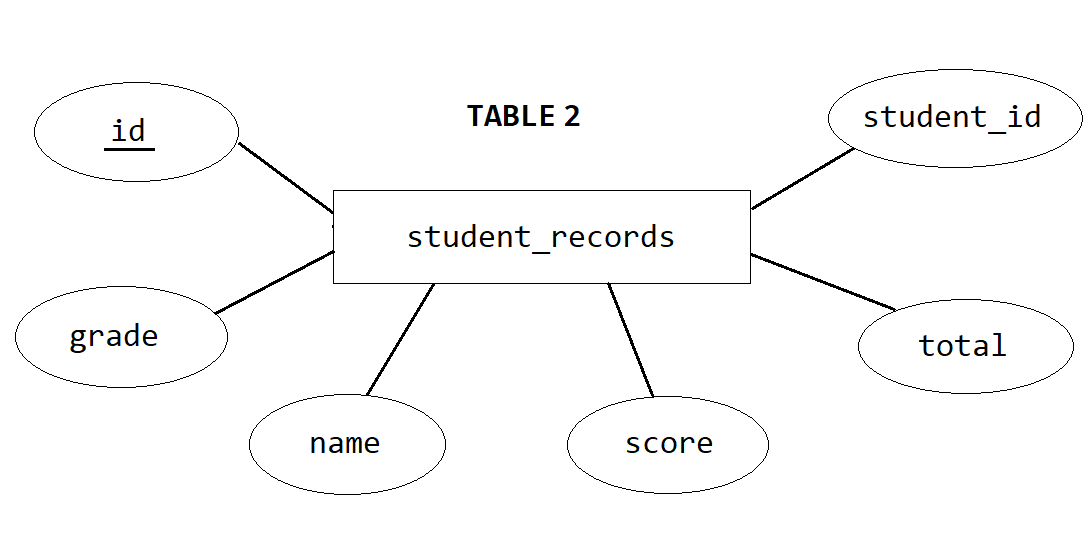 TABLE 2
id
student_id
student_records
grade
total
name
score